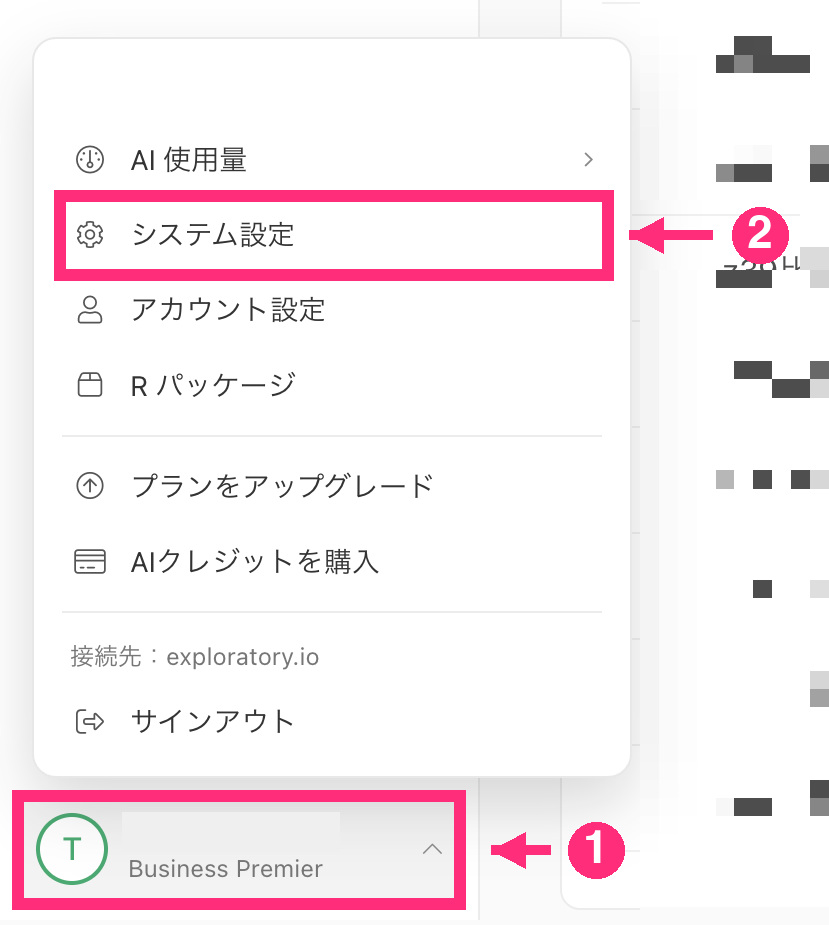 AI 使用量
システム設定
2
アカウント設定
R パッケージ
プランをアップグレード
AIクレジットを購入
接続先：exploratory.io
サインアウト
T
Business Premier
1